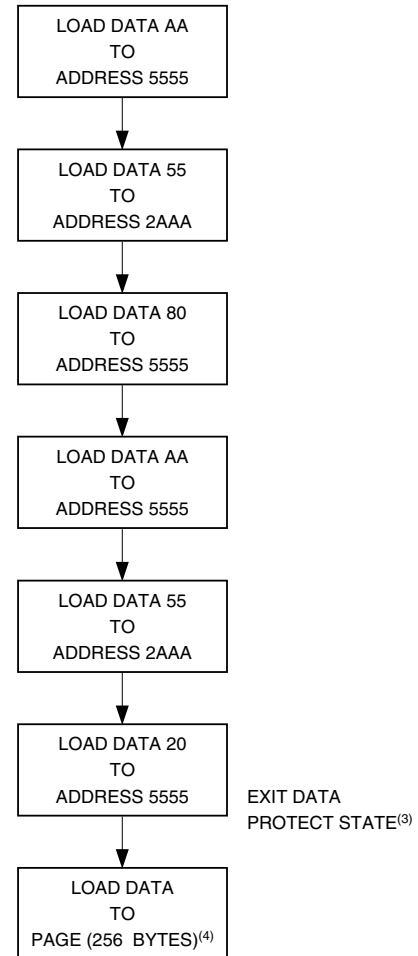 LOAD DATA AA
TO
ADDRESS 5555
LOAD DATA 55
TO
ADDRESS 2AAA
LOAD DATA 80
TO
ADDRESS 5555
LOAD DATA AA
TO
ADDRESS 5555
LOAD DATA 55
TO
ADDRESS 2AAA
LOAD DATA 20
TO
ADDRESS 5555
EXIT DATA
PROTECT STATE(3)
LOAD DATA
TO
PAGE (256 BYTES)(4)